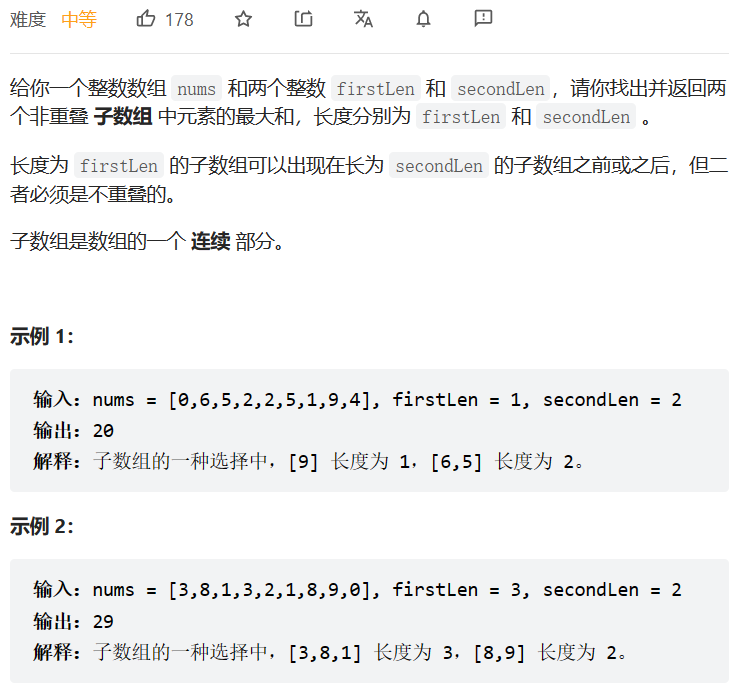 难度 中等 178
给你一个整数数组 nums 和两个整数 firstLen 和 secondLen，请你找出并返回两
个非重叠 子数组 中元素的最大和，长度分别为 firstLen 和 secondLen 。
长度为 firstLen 的子数组可以出现在长为 secondLen 的子数组之前或之后，但二
者必须是不重叠的。
子数组是数组的一个 连续 部分。
示例 1：
输入：nums = [0,6,5,2,2,5,1,9,4], firstLen = 1, secondLen = 2
输出：20
解释：子数组的一种选择中，[9] 长度为 1，[6,5] 长度为 2。
示例 2：
输入：nums = [3,8,1,3,2,1,8,9,0], firstLen = 3, secondLen = 2
输出：29
解释：子数组的一种选择中，[3,8,1] 长度为 3，[8,9] 长度为 2。